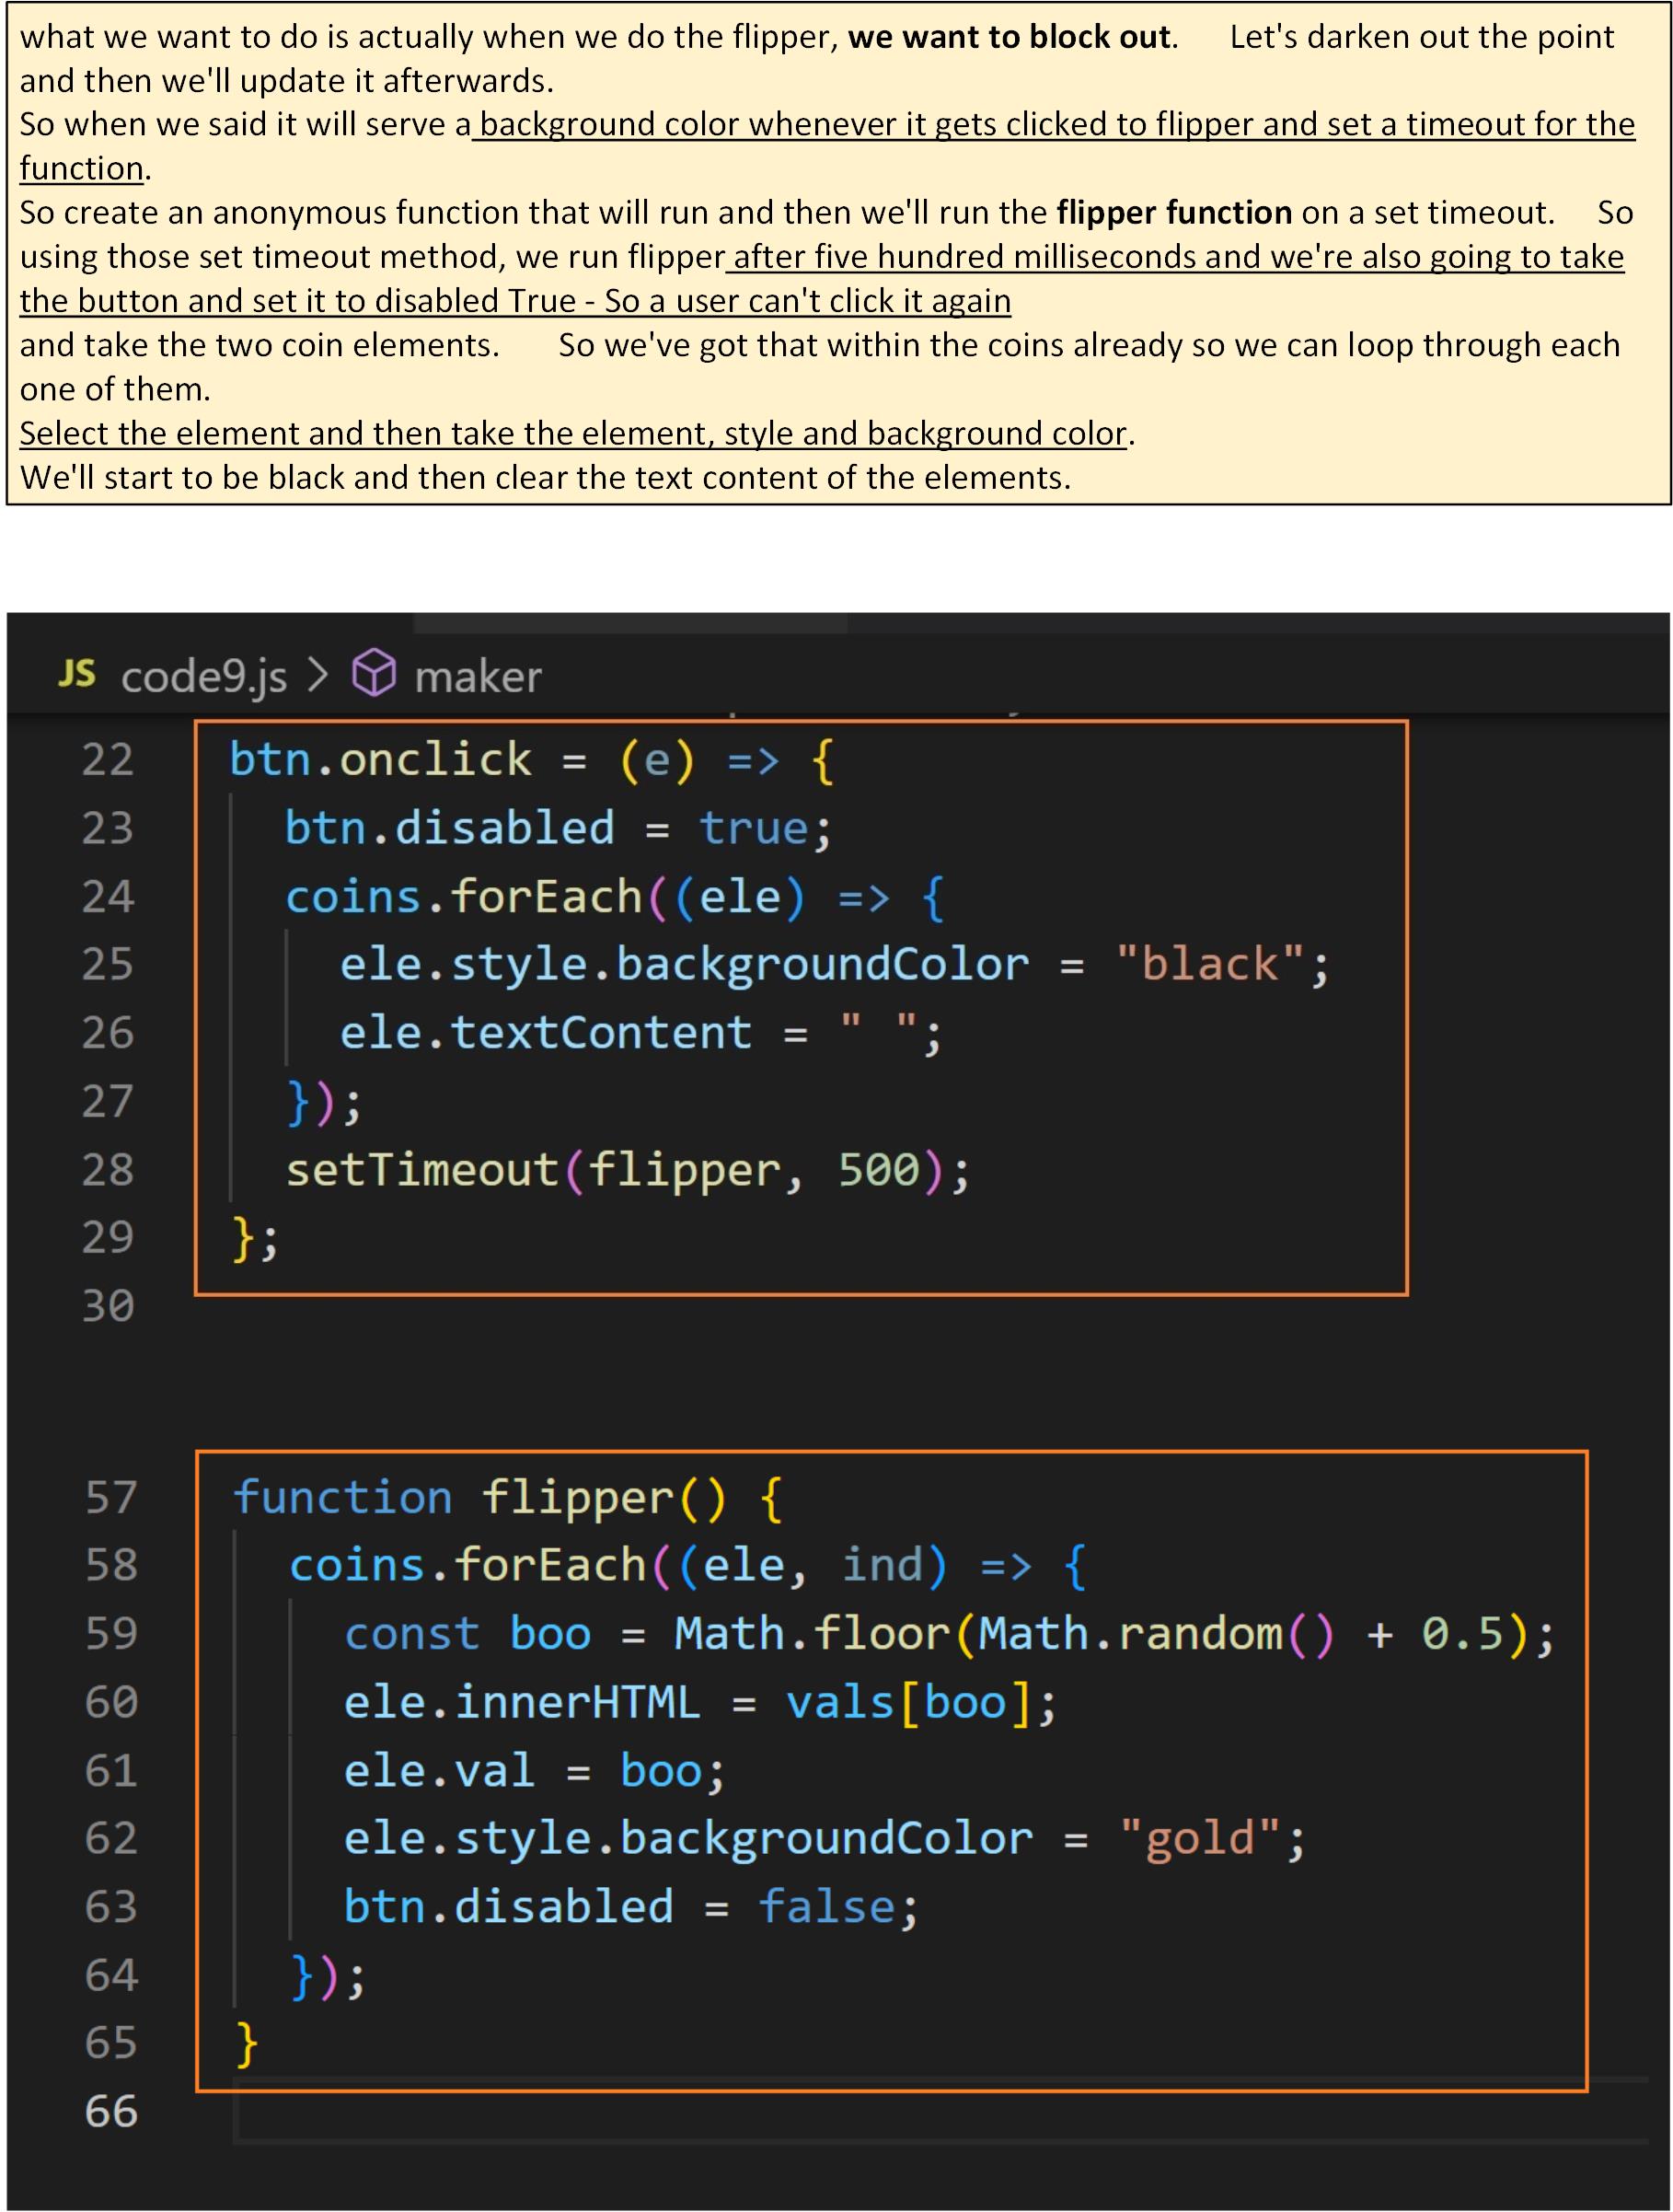 what we want to do is actually when we do the flipper, we want to block out. Let's darken out the point
and then we'll update it afterwards.
So when we said it will serve a background color whenever it gets clicked to flipper and set a timeout for the
function.
So create an anonymous function that will run and then we'll run the flipper function on a set timeout. So
using those set timeout method, we run flipper after five hundred milliseconds and we're also going to take
the button and set it to disabled True - So a user can't click it again
and take the two coin elements. So we've got that within the coins already so we can loop through each
one of them.
Select the element and then take the element, style and background color.
We'll start to be black and then clear the text content of the elements.
JS code9.js > maker
22 btn.onclick = (e) => {
23 btn.disabled = true;
24 coins.forEach((ele) => {
25 ele.style.backgroundColor = "black";
26 ele.textContent = " ";
27 });
28 setTimeout(flipper, 500);
29 };
30
57 function flipper() {
58 coins.forEach((ele, ind) => {
59 const boo = Math.floor(Math.random() + 0.5);
60 ele.innerHTML = vals[boo];
61 ele.val = boo;
62 ele.style.backgroundColor = "gold";
63 btn.disabled = false;
64 });
65 }
66